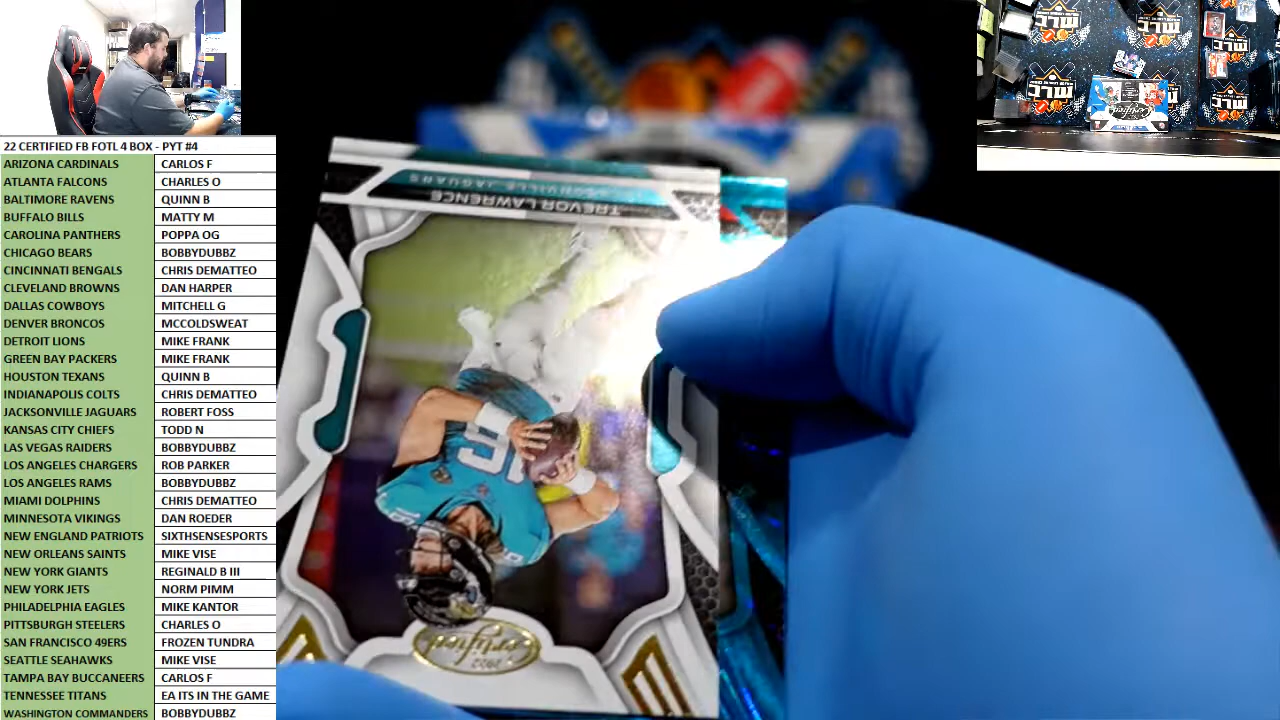 22 CERTIFIED FB FOTL 4 BOX - PYT #4
ARIZONA CARDINALS CARLOS F
ATLANTA FALCONS CHARLES O
BALTIMORE RAVENS QUINN B
BUFFALO BILLS MATTY M
CAROLINA PANTHERS POPPA OG
CHICAGO BEARS BOBBYDUBBZ
CINCINNATI BENGALS CHRIS DEMATTEO
CLEVELAND BROWNS DAN HARPER
DALLAS COWBOYS MITCHELL G
DENVER BRONCOS MCCOLDSWEAT
DETROIT LIONS MIKE FRANK
GREEN BAY PACKERS MIKE FRANK
HOUSTON TEXANS QUINN B
INDIANAPOLIS COLTS CHRIS DEMATTEO
JACKSONVILLE JAGUARS ROBERT FOSS
KANSAS CITY CHIEFS TODD N
LAS VEGAS RAIDERS BOBBYDUBBZ
LOS ANGELES CHARGERS ROB PARKER
LOS ANGELES RAMS BOBBYDUBBZ
MIAMI DOLPHINS CHRIS DEMATTEO
MINNESOTA VIKINGS DAN ROEDER
NEW ENGLAND PATRIOTS SIXTHSENSESPORTS
NEW ORLEANS SAINTS MIKE VISE
NEW YORK GIANTS REGINALD B III
NEW YORK JETS NORM PIMM
PHILADELPHIA EAGLES MIKE KANTOR
PITTSBURGH STEELERS CHARLES O
SAN FRANCISCO 49ERS FROZEN TUNDRA
SEATTLE SEAHAWKS MIKE VISE
TAMPA BAY BUCCANEERS CARLOS F
TENNESSEE TITANS EA ITS IN THE GAME
WASHINGTON COMMANDERS BOBBYDUBBZ
TREVOR LAWRENCE
JAGUARS
16
2022
Certified